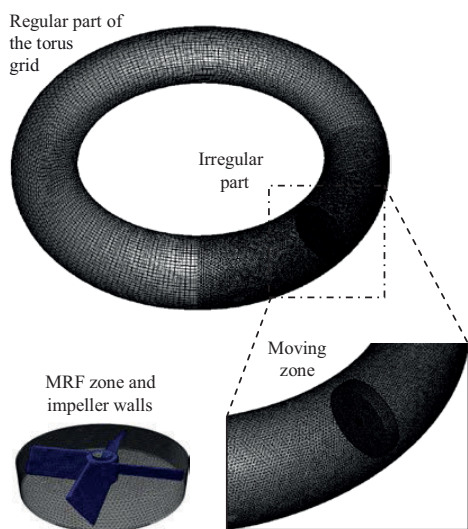 Regular part of
the torus
grid
Irregular
part
Moving
zone
MRF zone and
impeller walls